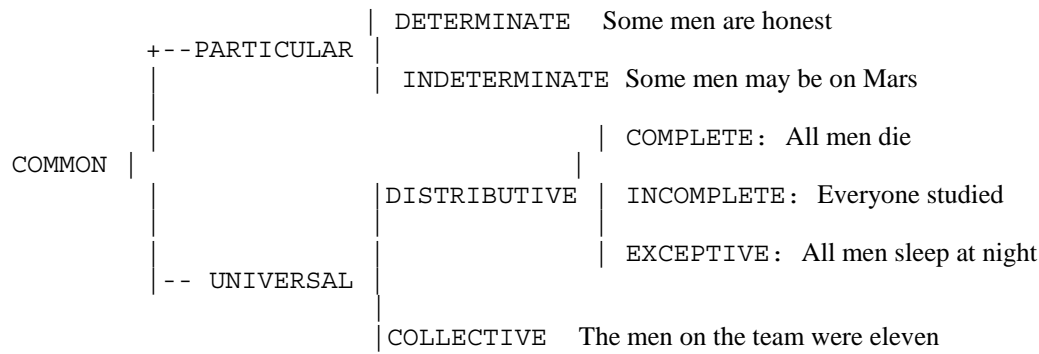 DETERMINATE Some men are honest
+--PARTICULAR
INDETERMINATE Some men may be on Mars
COMPLETE: All men die
COMMON
DISTRIBUTIVE INCOMPLETE: Everyone studied
EXCEPTIVE: All men sleep at night
-- UNIVERSAL
COLLECTIVE The men on the team were eleven